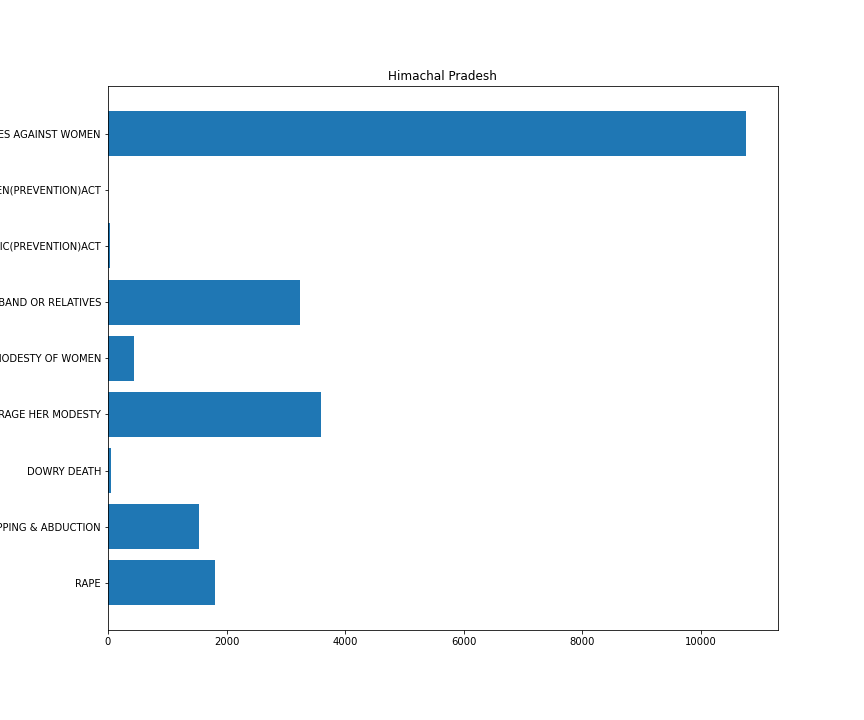 Himachal Pradesh
ES AGAINST WOMEN
EN(PREVENTION)ACT
IC(PREVENTION)ACT
BAND OR RELATIVES
MODESTY OF WOMEN
RAGE HER MODESTY
DOWRY DEATH
PPING & ABDUCTION
RAPE
0 2000 4000 6000 8000 10000